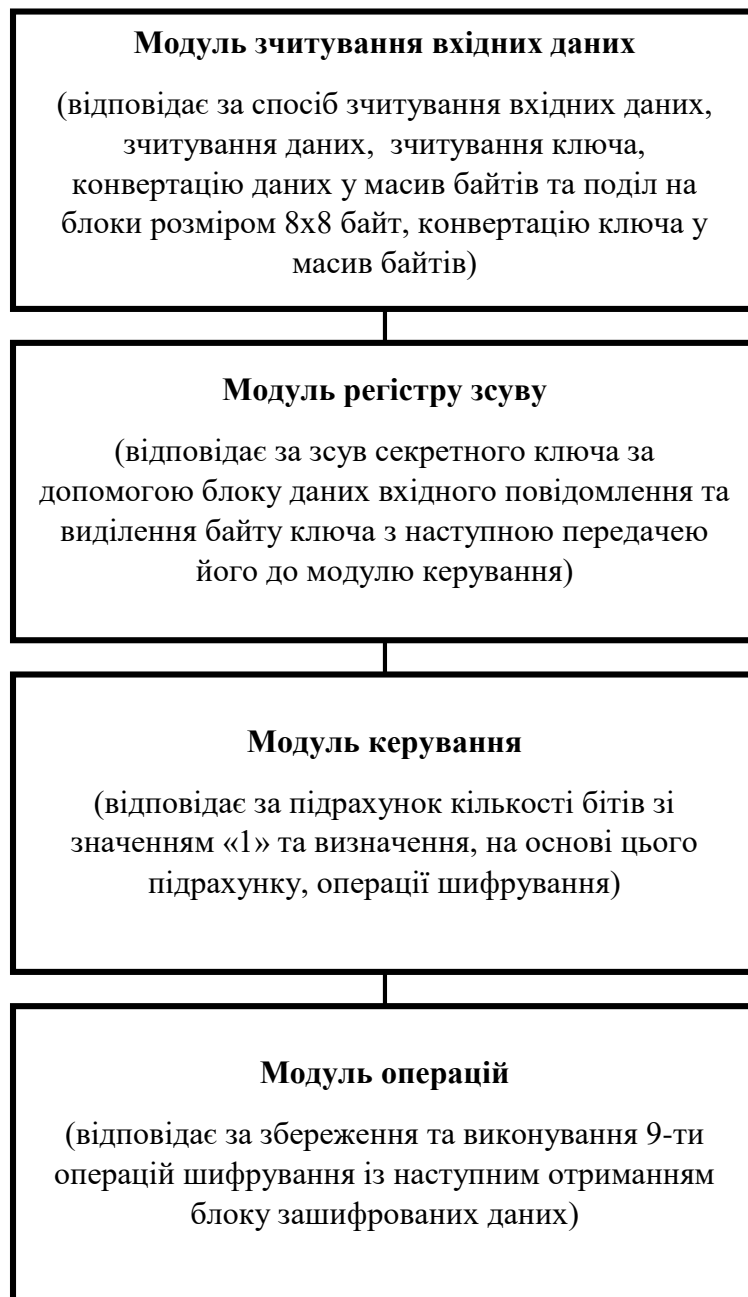 Модуль зчитування вхідних даних
(відповідає за спосіб зчитування вхідних даних,
зчитування даних, зчитування ключа,
конвертацію даних у масив байтів та поділ на
блоки розміром 8х8 байт, конвертацію ключа у
масив байтів)
Модуль регістру зсуву
(відповідає за зсув секретного ключа за
допомогою блоку даних вхідного повідомлення та
виділення байту ключа з наступною передачею
його до модулю керування)
Модуль керування
(відповідає за підрахунок кількості бітів зі
значенням «1» та визначення, на основі цього
підрахунку, операції шифрування)
Модуль операцій
(відповідає за збереження та виконування 9-ти
операцій шифрування із наступним отриманням
блоку зашифрованих даних)